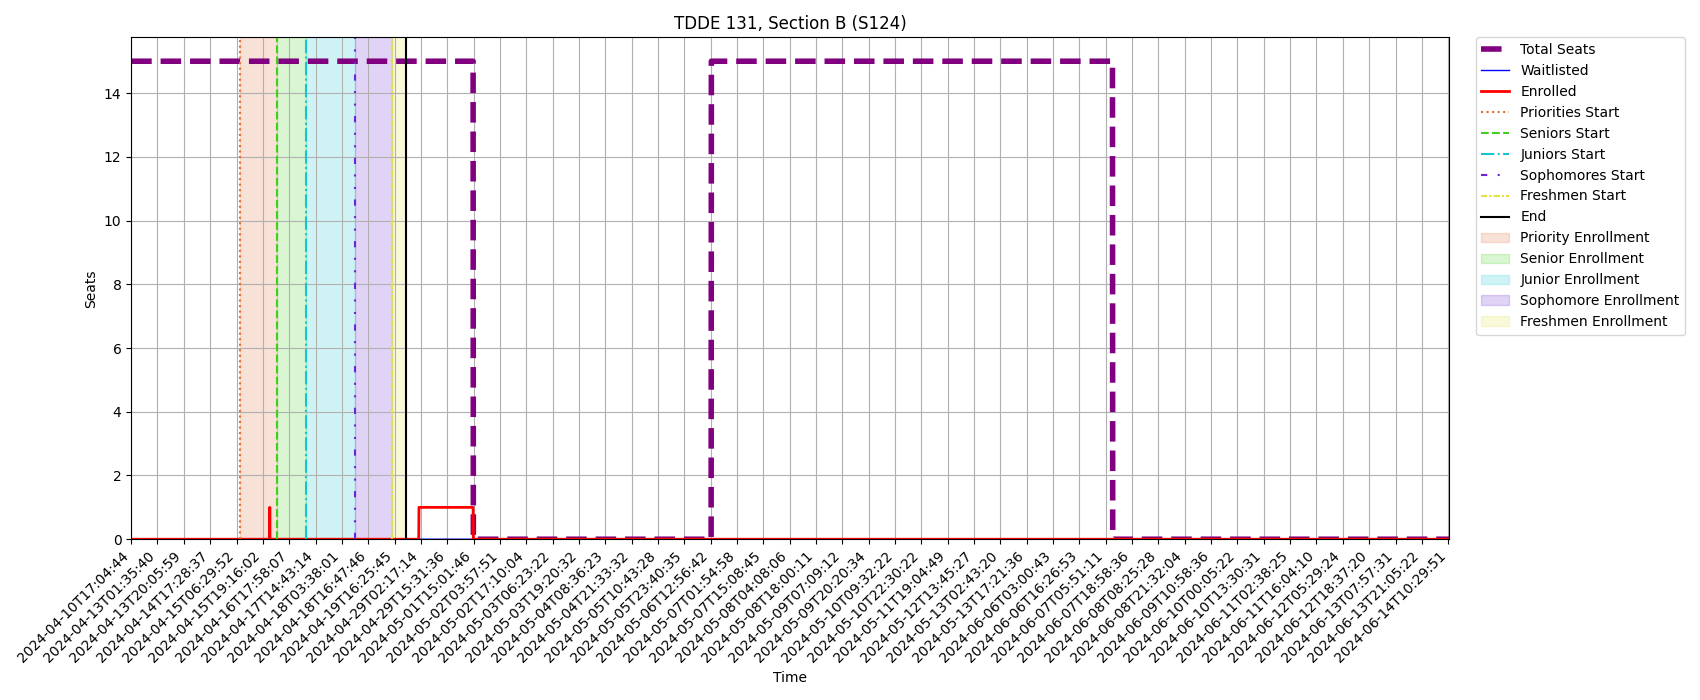 TDDE 131, Section B (S124)
Total Seats
Waitlisted
Enrolled
Priorities Start
Seniors Start
Juniors Start
Sophomores Start
Freshmen Start
End
Priority Enrollment
Senior Enrollment
Junior Enrollment
Sophomore Enrollment
Freshmen Enrollment
Seats
14
12
10
8
6
4
2
0
2024-04-10T17:04:44
2024-04-13T01:35:40
2024-04-13T20:05:59
2024-04-14T17:28:37
2024-04-15T06:29:52
2024-04-15T19:16:02
2024-04-16T17:58:07
2024-04-17T14:43:14
2024-04-18T03:38:01
2024-04-18T16:47:46
2024-04-19T16:25:45
2024-04-29T02:17:14
2024-04-29T15:31:36
2024-05-01T15:01:46
2024-05-02T03:57:51
2024-05-02T17:10:04
2024-05-03T06:23:22
2024-05-03T19:20:32
2024-05-04T08:36:23
2024-05-04T21:33:32
2024-05-05T10:43:28
2024-05-05T23:40:35
2024-05-06T12:56:42
2024-05-07T01:54:58
2024-05-07T15:08:45
2024-05-08T04:08:06
2024-05-08T18:00:11
2024-05-09T07:09:12
2024-05-09T20:20:34
2024-05-10T09:32:22
2024-05-10T22:30:22
2024-05-11T19:04:49
2024-05-12T13:45:27
2024-05-13T02:43:20
2024-05-13T17:21:36
2024-06-06T03:00:43
2024-06-06T16:26:53
2024-06-07T05:51:11
2024-06-07T18:58:36
2024-06-08T08:25:28
2024-06-08T21:32:04
2024-06-09T10:58:36
2024-06-10T00:05:22
2024-06-10T13:30:31
2024-06-11T02:38:25
2024-06-11T16:04:10
2024-06-12T05:29:24
2024-06-12T18:37:20
2024-06-13T07:57:31
2024-06-13T21:05:22
2024-06-14T10:29:51
Time